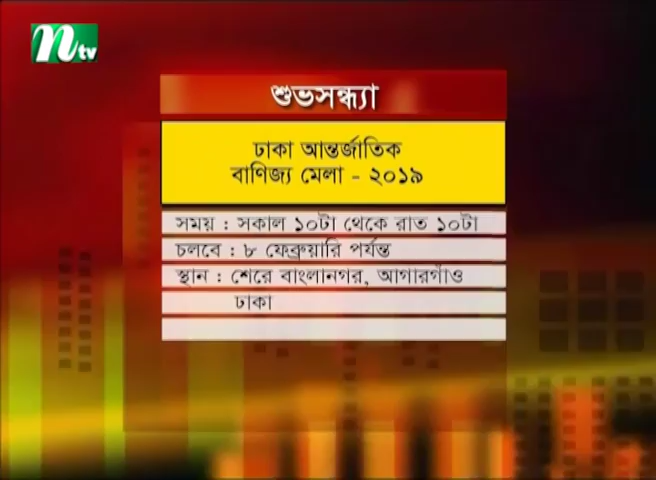 ntv
শুভসন্ধ্যা
ঢাকা আন্তর্জাতিক
বাণিজ্য মেলা - ২০১৯
সময় : সকাল ১০টা থেকে রাত ১০টা
চলবে : ৮ ফেব্রুয়ারি পর্যন্ত
স্থান : শেরে বাংলানগর, আগারগাঁও
ঢাকা